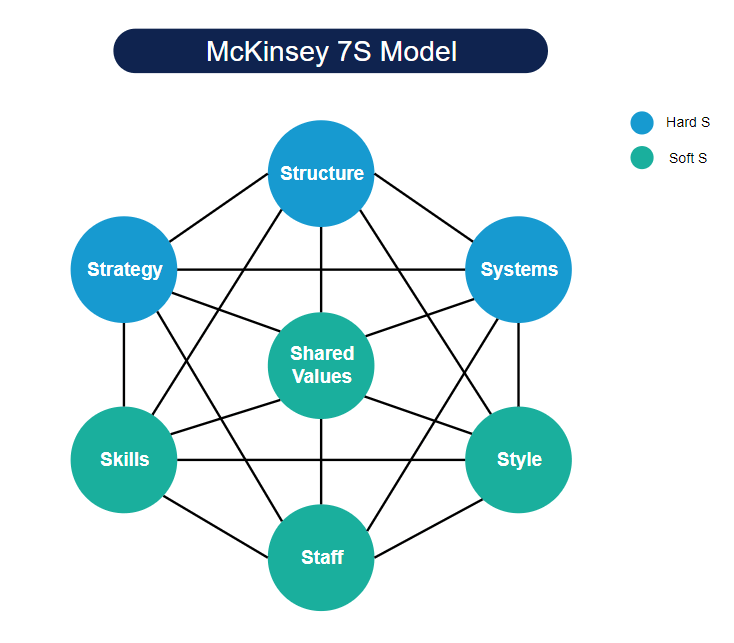 McKinsey 7S Model
Hard S
Soft S
Structure
Strategy
Systems
Shared
Values
Skills
Style
Staff